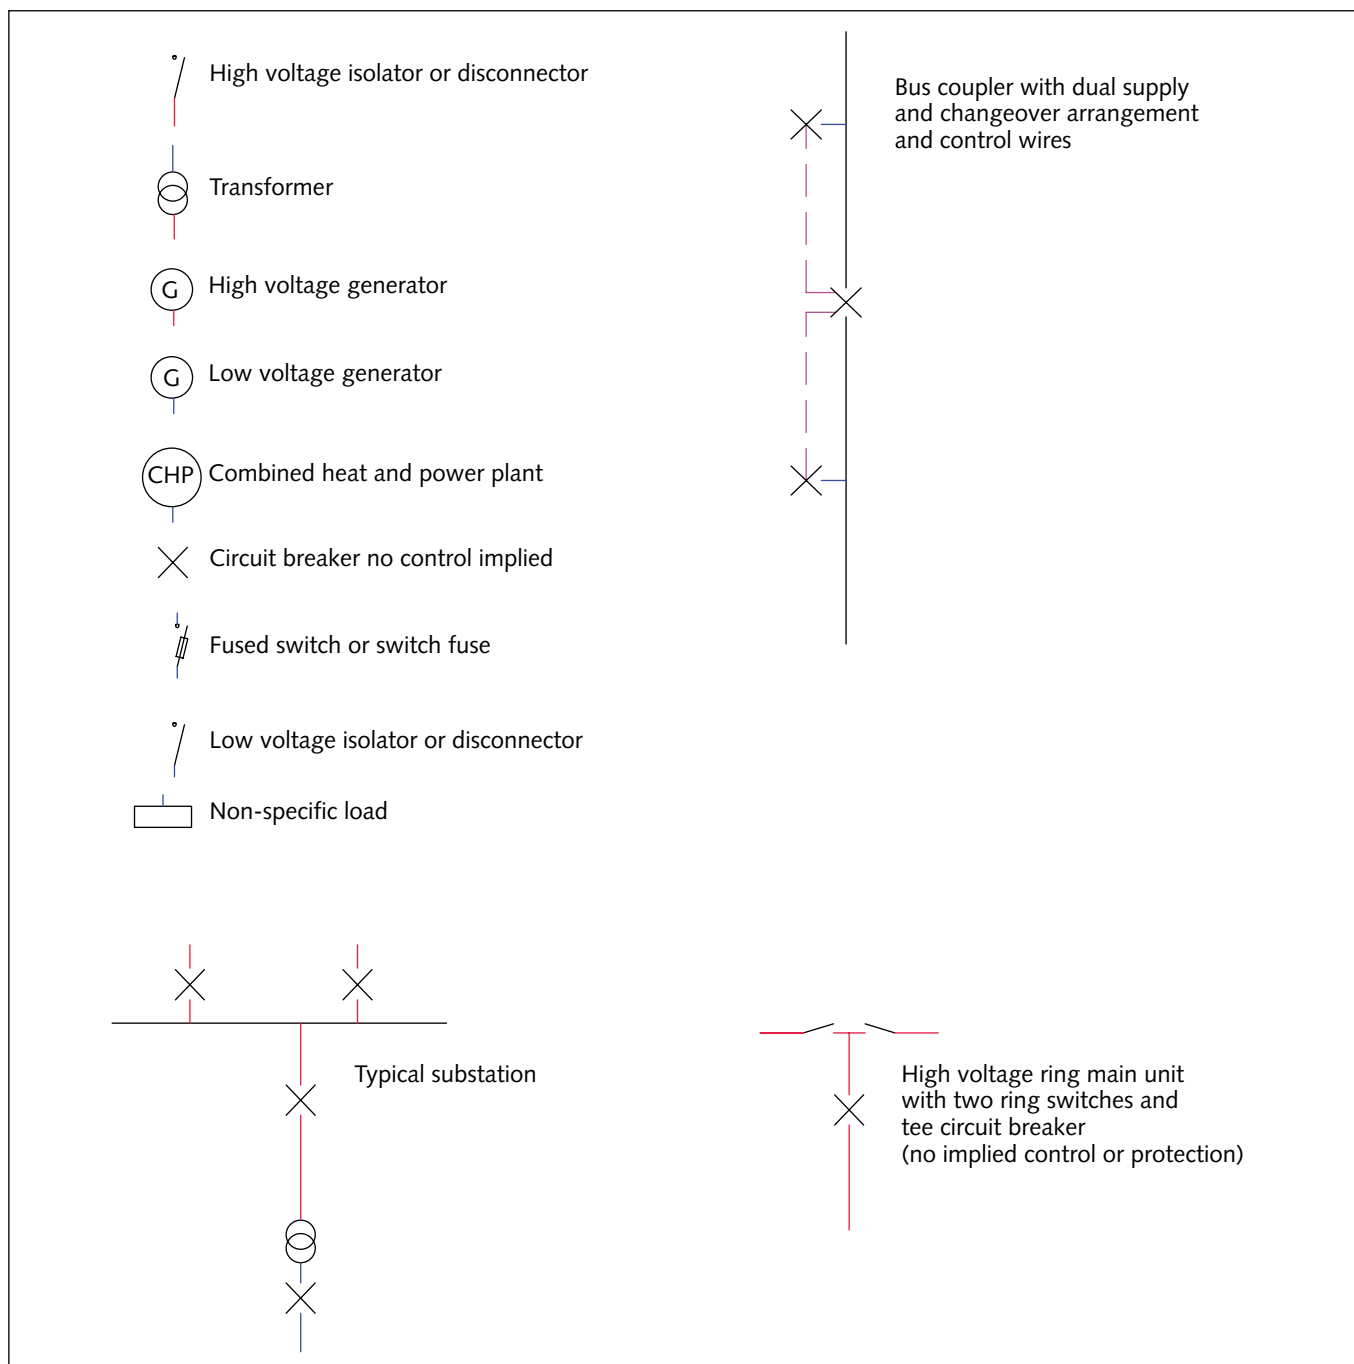 High voltage isolator or disconnector
Transformer
G
High voltage generator
G
Low voltage generator
CHP
Combined heat and power plant
Circuit breaker no control implied
Fused switch or switch fuse
Low voltage isolator or disconnector
Non-specific load
Bus coupler with dual supply
and changeover arrangement
and control wires
Typical substation
High voltage ring main unit
with two ring switches and
tee circuit breaker
(no implied control or protection)